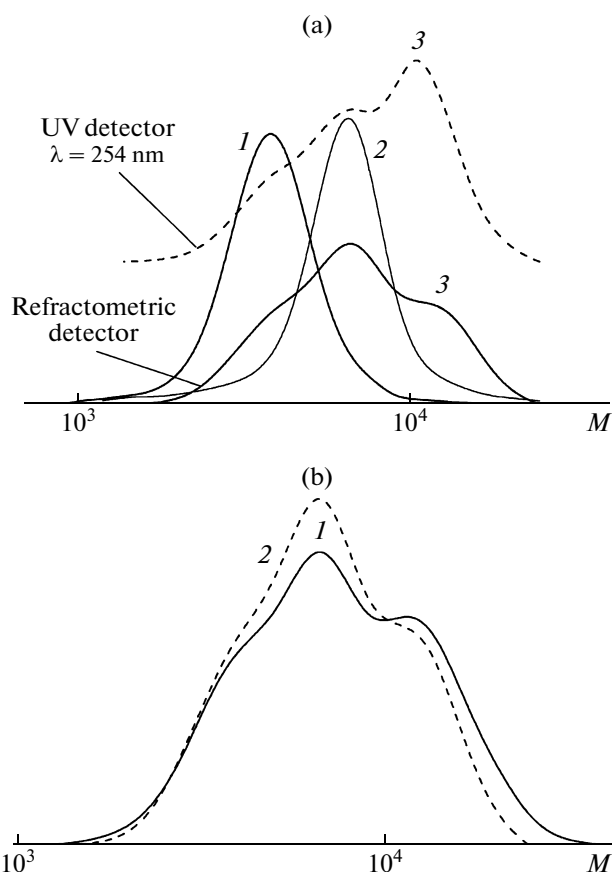 (a)
3
UV detector
λ = 254 nm
1
2
3
Refractometric
detector
10³
10⁴
M
(b)
1
2
10³
10⁴
M